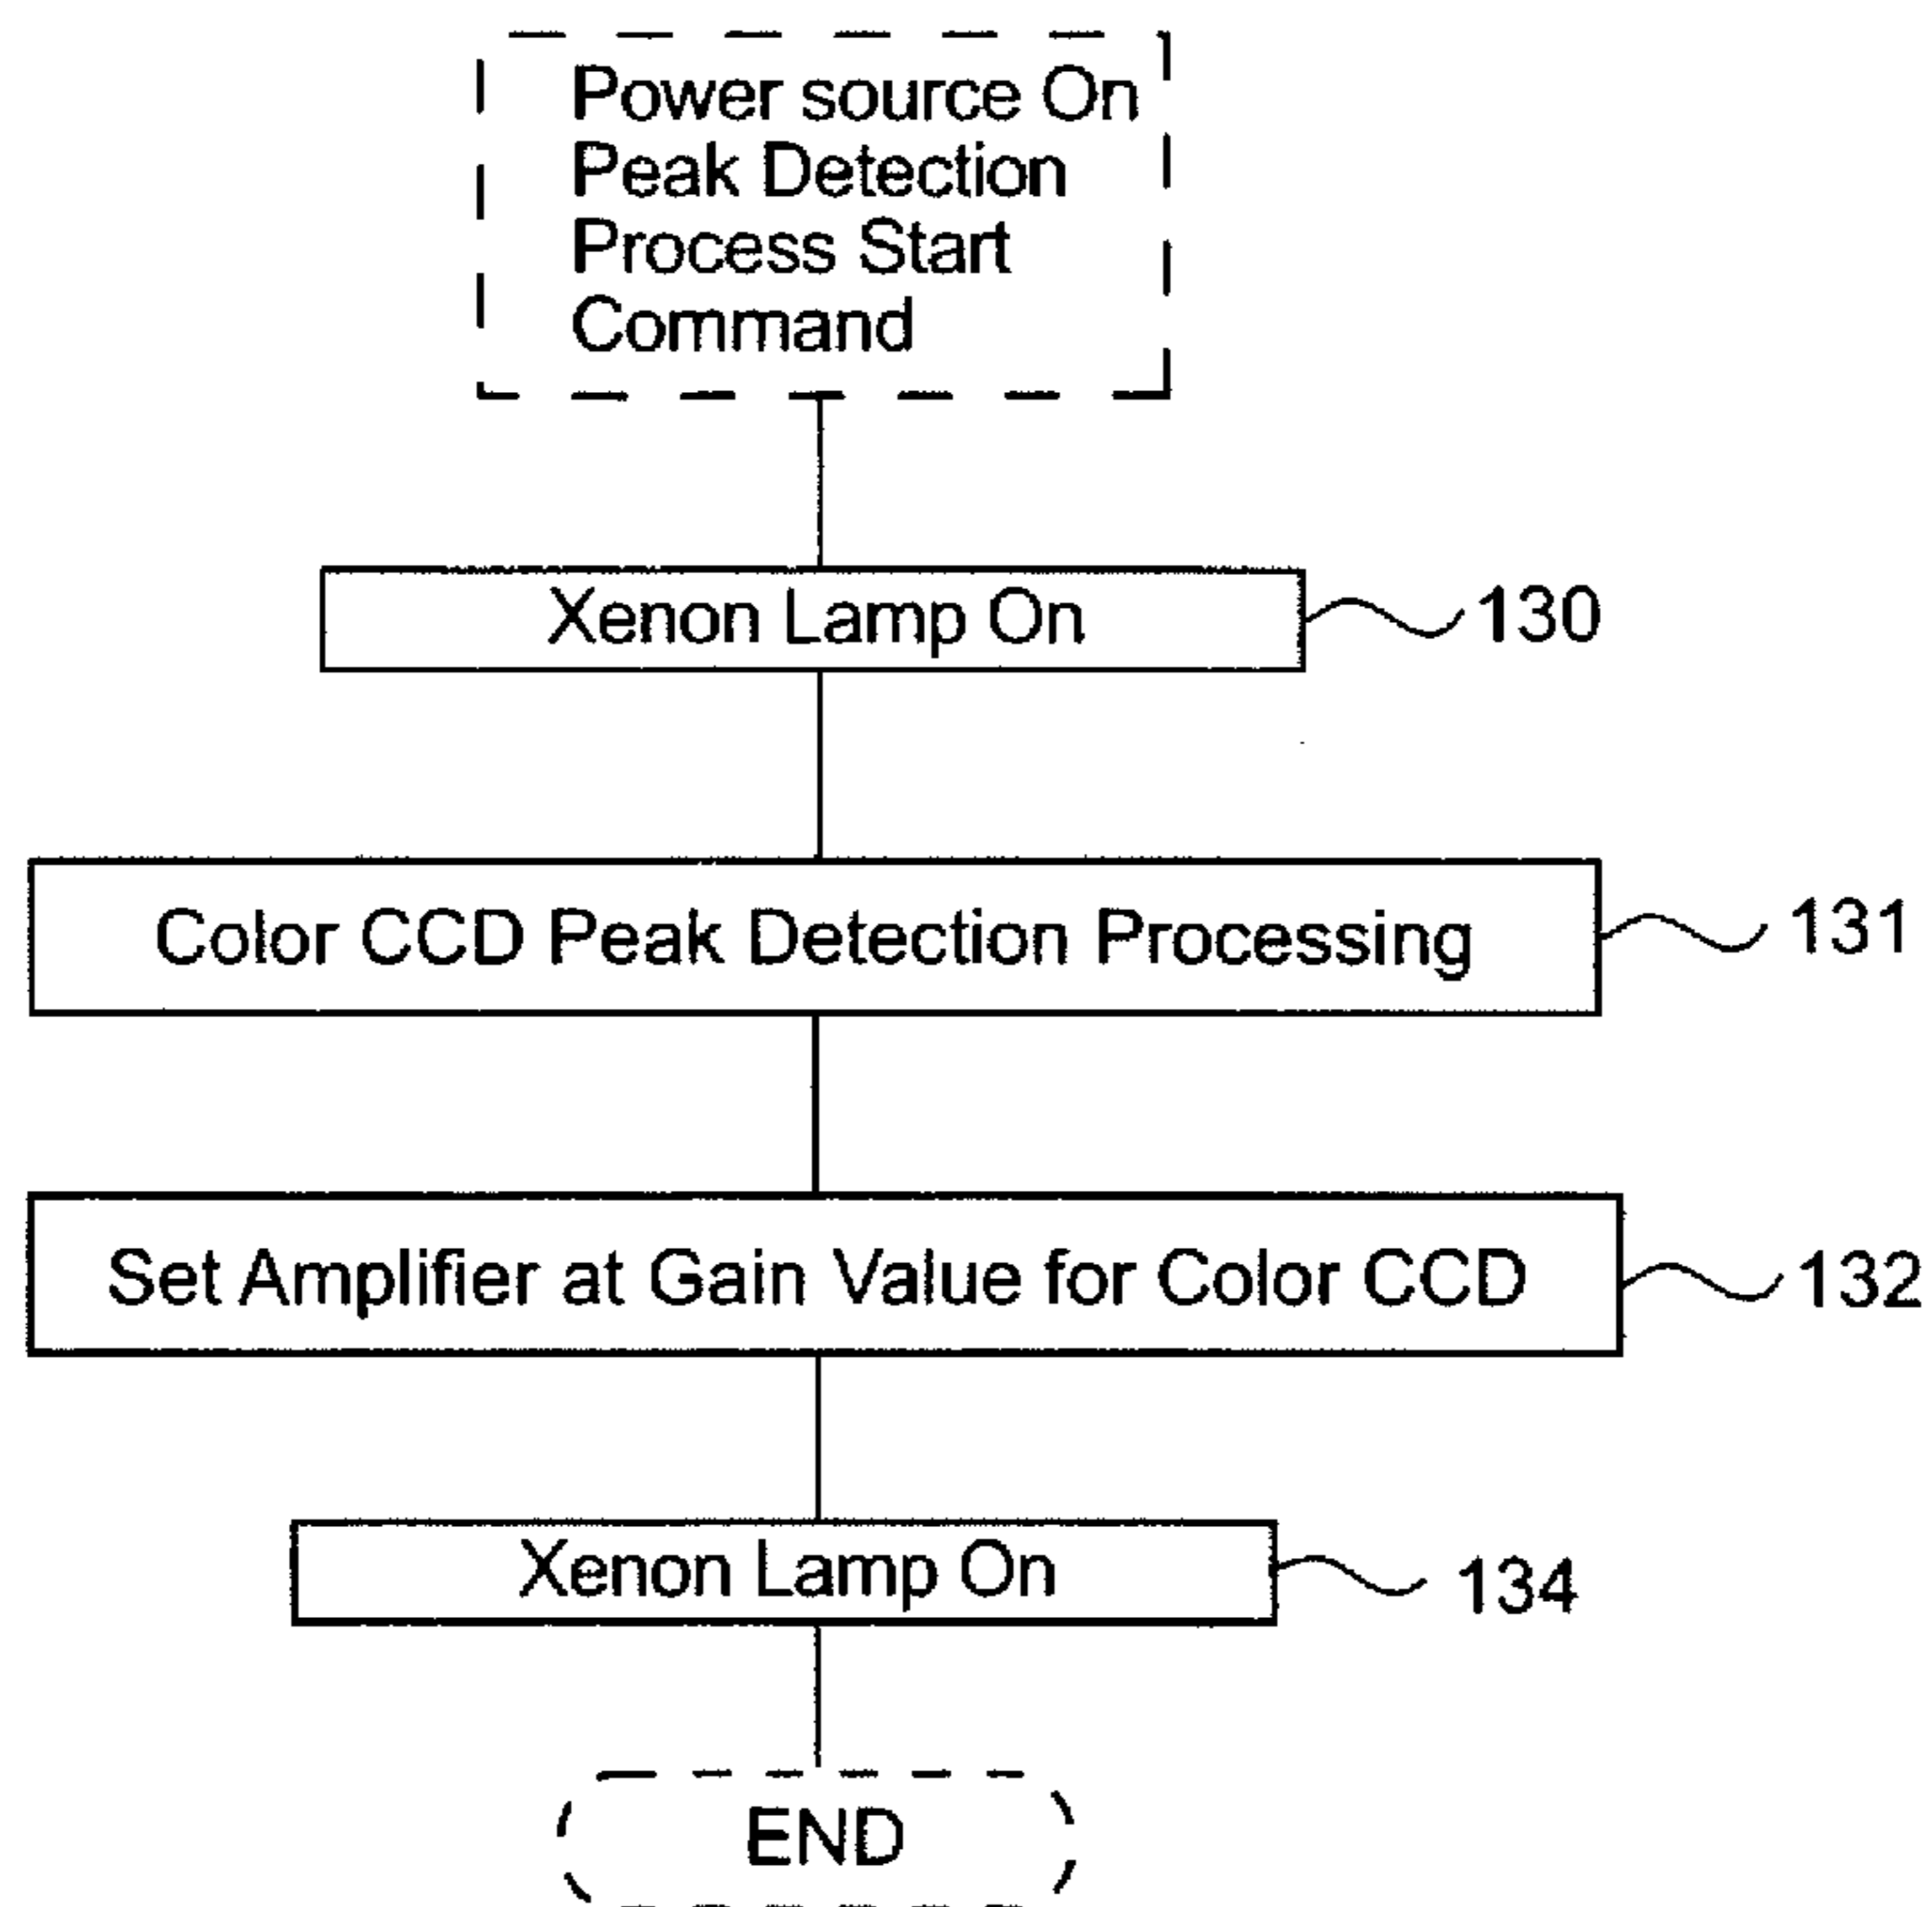 Power source On
Peak Detection
Process Start
Command
Xenon Lamp On
130
Color CCD Peak Detection Processing
131
Set Amplifier at Gain Value for Color CCD
132
Xenon Lamp On
134
END